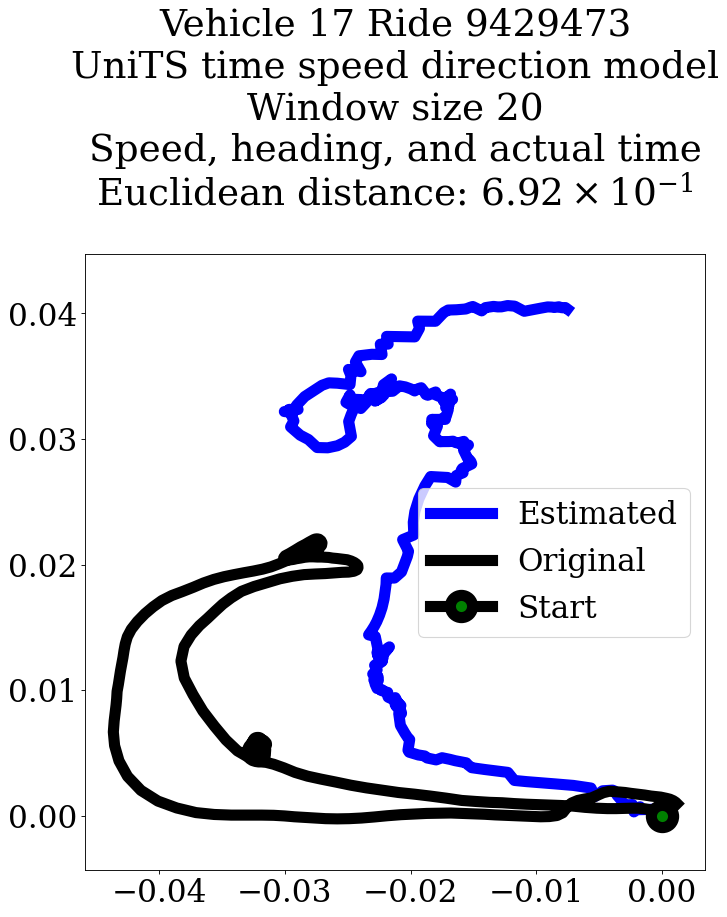 Vehicle 17 Ride 9429473
UniTS time speed direction model
Window size 20
Speed, heading, and actual time
Euclidean distance: 6.92 × 10⁻¹
0.04
0.03
0.02
0.01
0.00
Estimated
Original
Start
−0.04 −0.03 −0.02 −0.01 0.00